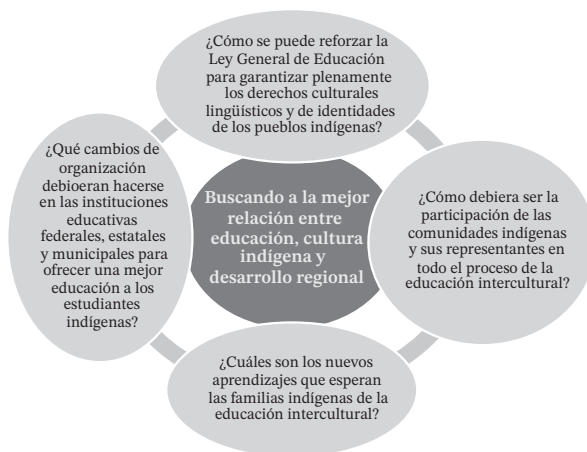 ¿Cómo se puede reforzar la
Ley General de Educación
para garantizar plenamente
los derechos culturales
lingüísticos y de identidades
de los pueblos indígenas?
¿Qué cambios de
organización
debioeran hacerse
en las instituciones
educativas
federales, estatales
y municipales para
ofrecer una mejor
educación a los
estudiantes
indígenas?
Buscando a la mejor
relación entre
educación, cultura
indígena y
desarrollo regional
¿Cómo debiera ser la
participación de las
comunidades indígenas
y sus representantes en
todo el proceso de la
educación intercultural?
¿Cuáles son los nuevos
aprendizajes que esperan
las familias indígenas de la
educación intercultural?